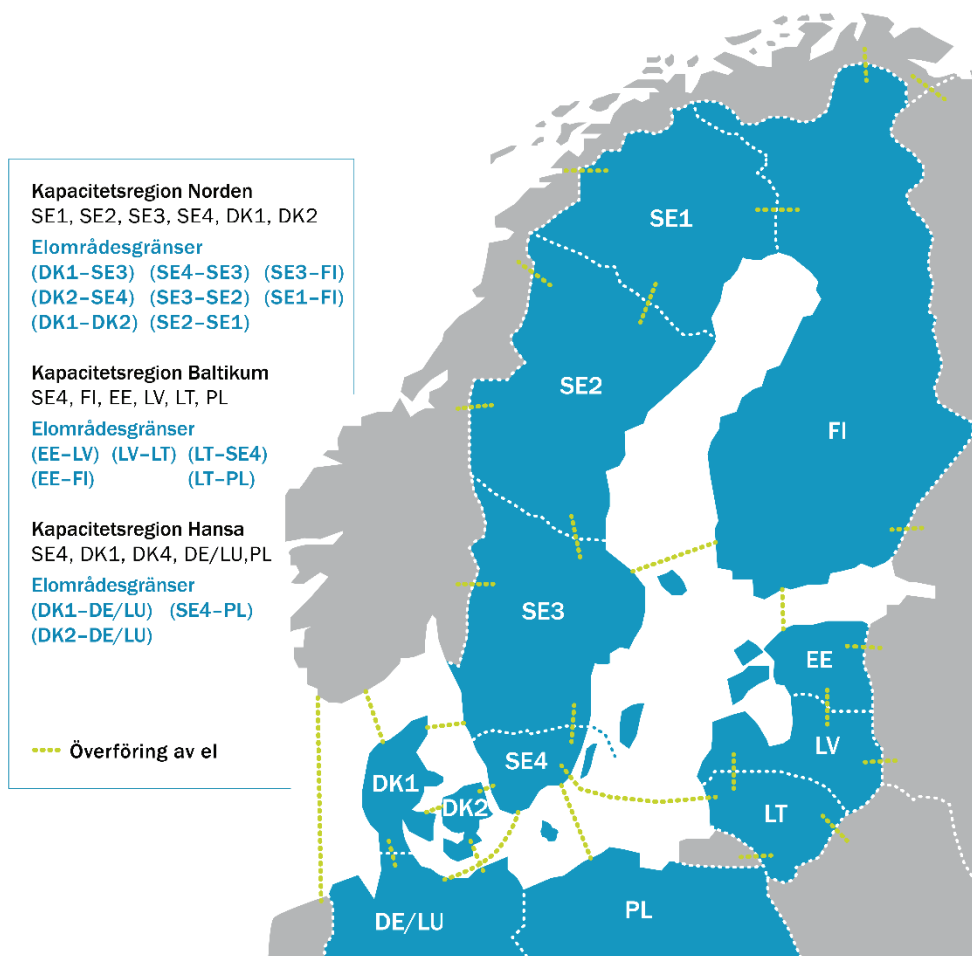 Kapacitetsregion Norden
SE1, SE2, SE3, SE4, DK1, DK2
Elområdesgränser
(DK1–SE3) (SE4–SE3) (SE3–FI)
(DK2–SE4) (SE3–SE2) (SE1–FI)
(DK1–DK2) (SE2–SE1)
Kapacitetsregion Baltikum
SE4, FI, EE, LV, LT, PL
Elområdesgränser
(EE–LV) (LV–LT) (LT–SE4)
(EE–FI) (LT–PL)
Kapacitetsregion Hansa
SE4, DK1, DK4, DE/LU,PL
Elområdesgränser
(DK1–DE/LU) (SE4–PL)
(DK2–DE/LU)
Överföring av el
SE1
SE2
FI
SE3
EE
LV
SE4
DK1
DK2
LT
DE/LU
PL